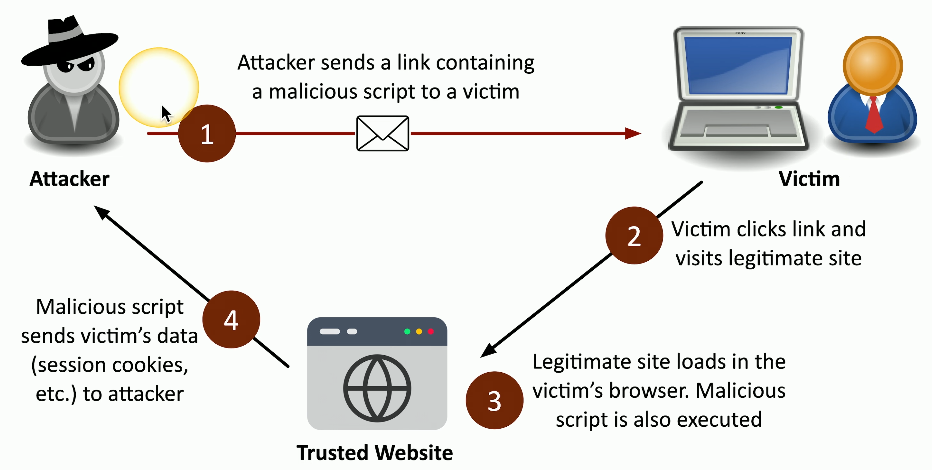 Attacker sends a link containing
a malicious script to a victim
1
Attacker
Victim
2
Victim clicks link and
visits legitimate site
Malicious script
sends victim's data
(session cookies,
etc.) to attacker
4
Legitimate site loads in the
victim's browser. Malicious
script is also executed
3
Trusted Website